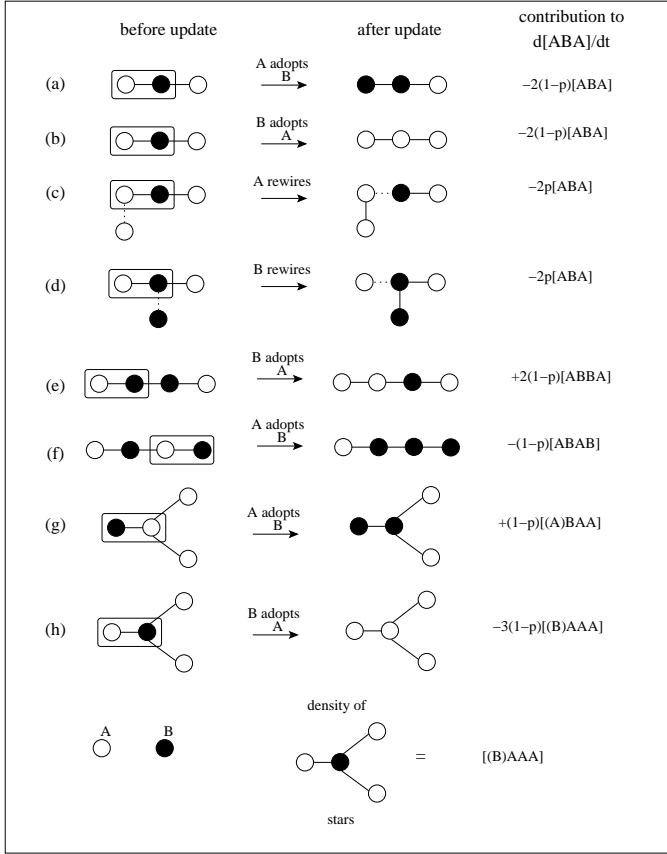 before update
after update
contribution to
d[ABA]/dt
(a)
A adopts
B
−2(1−p)[ABA]
(b)
B adopts
A
−2(1−p)[ABA]
(c)
A rewires
−2p[ABA]
(d)
B rewires
−2p[ABA]
(e)
B adopts
A
+2(1−p)[ABBA]
(f)
A adopts
B
−(1−p)[ABAB]
(g)
A adopts
B
+(1−p)[(A)BAA]
(h)
B adopts
A
−3(1−p)[(B)AAA]
A
B
density of
=
[(B)AAA]
stars